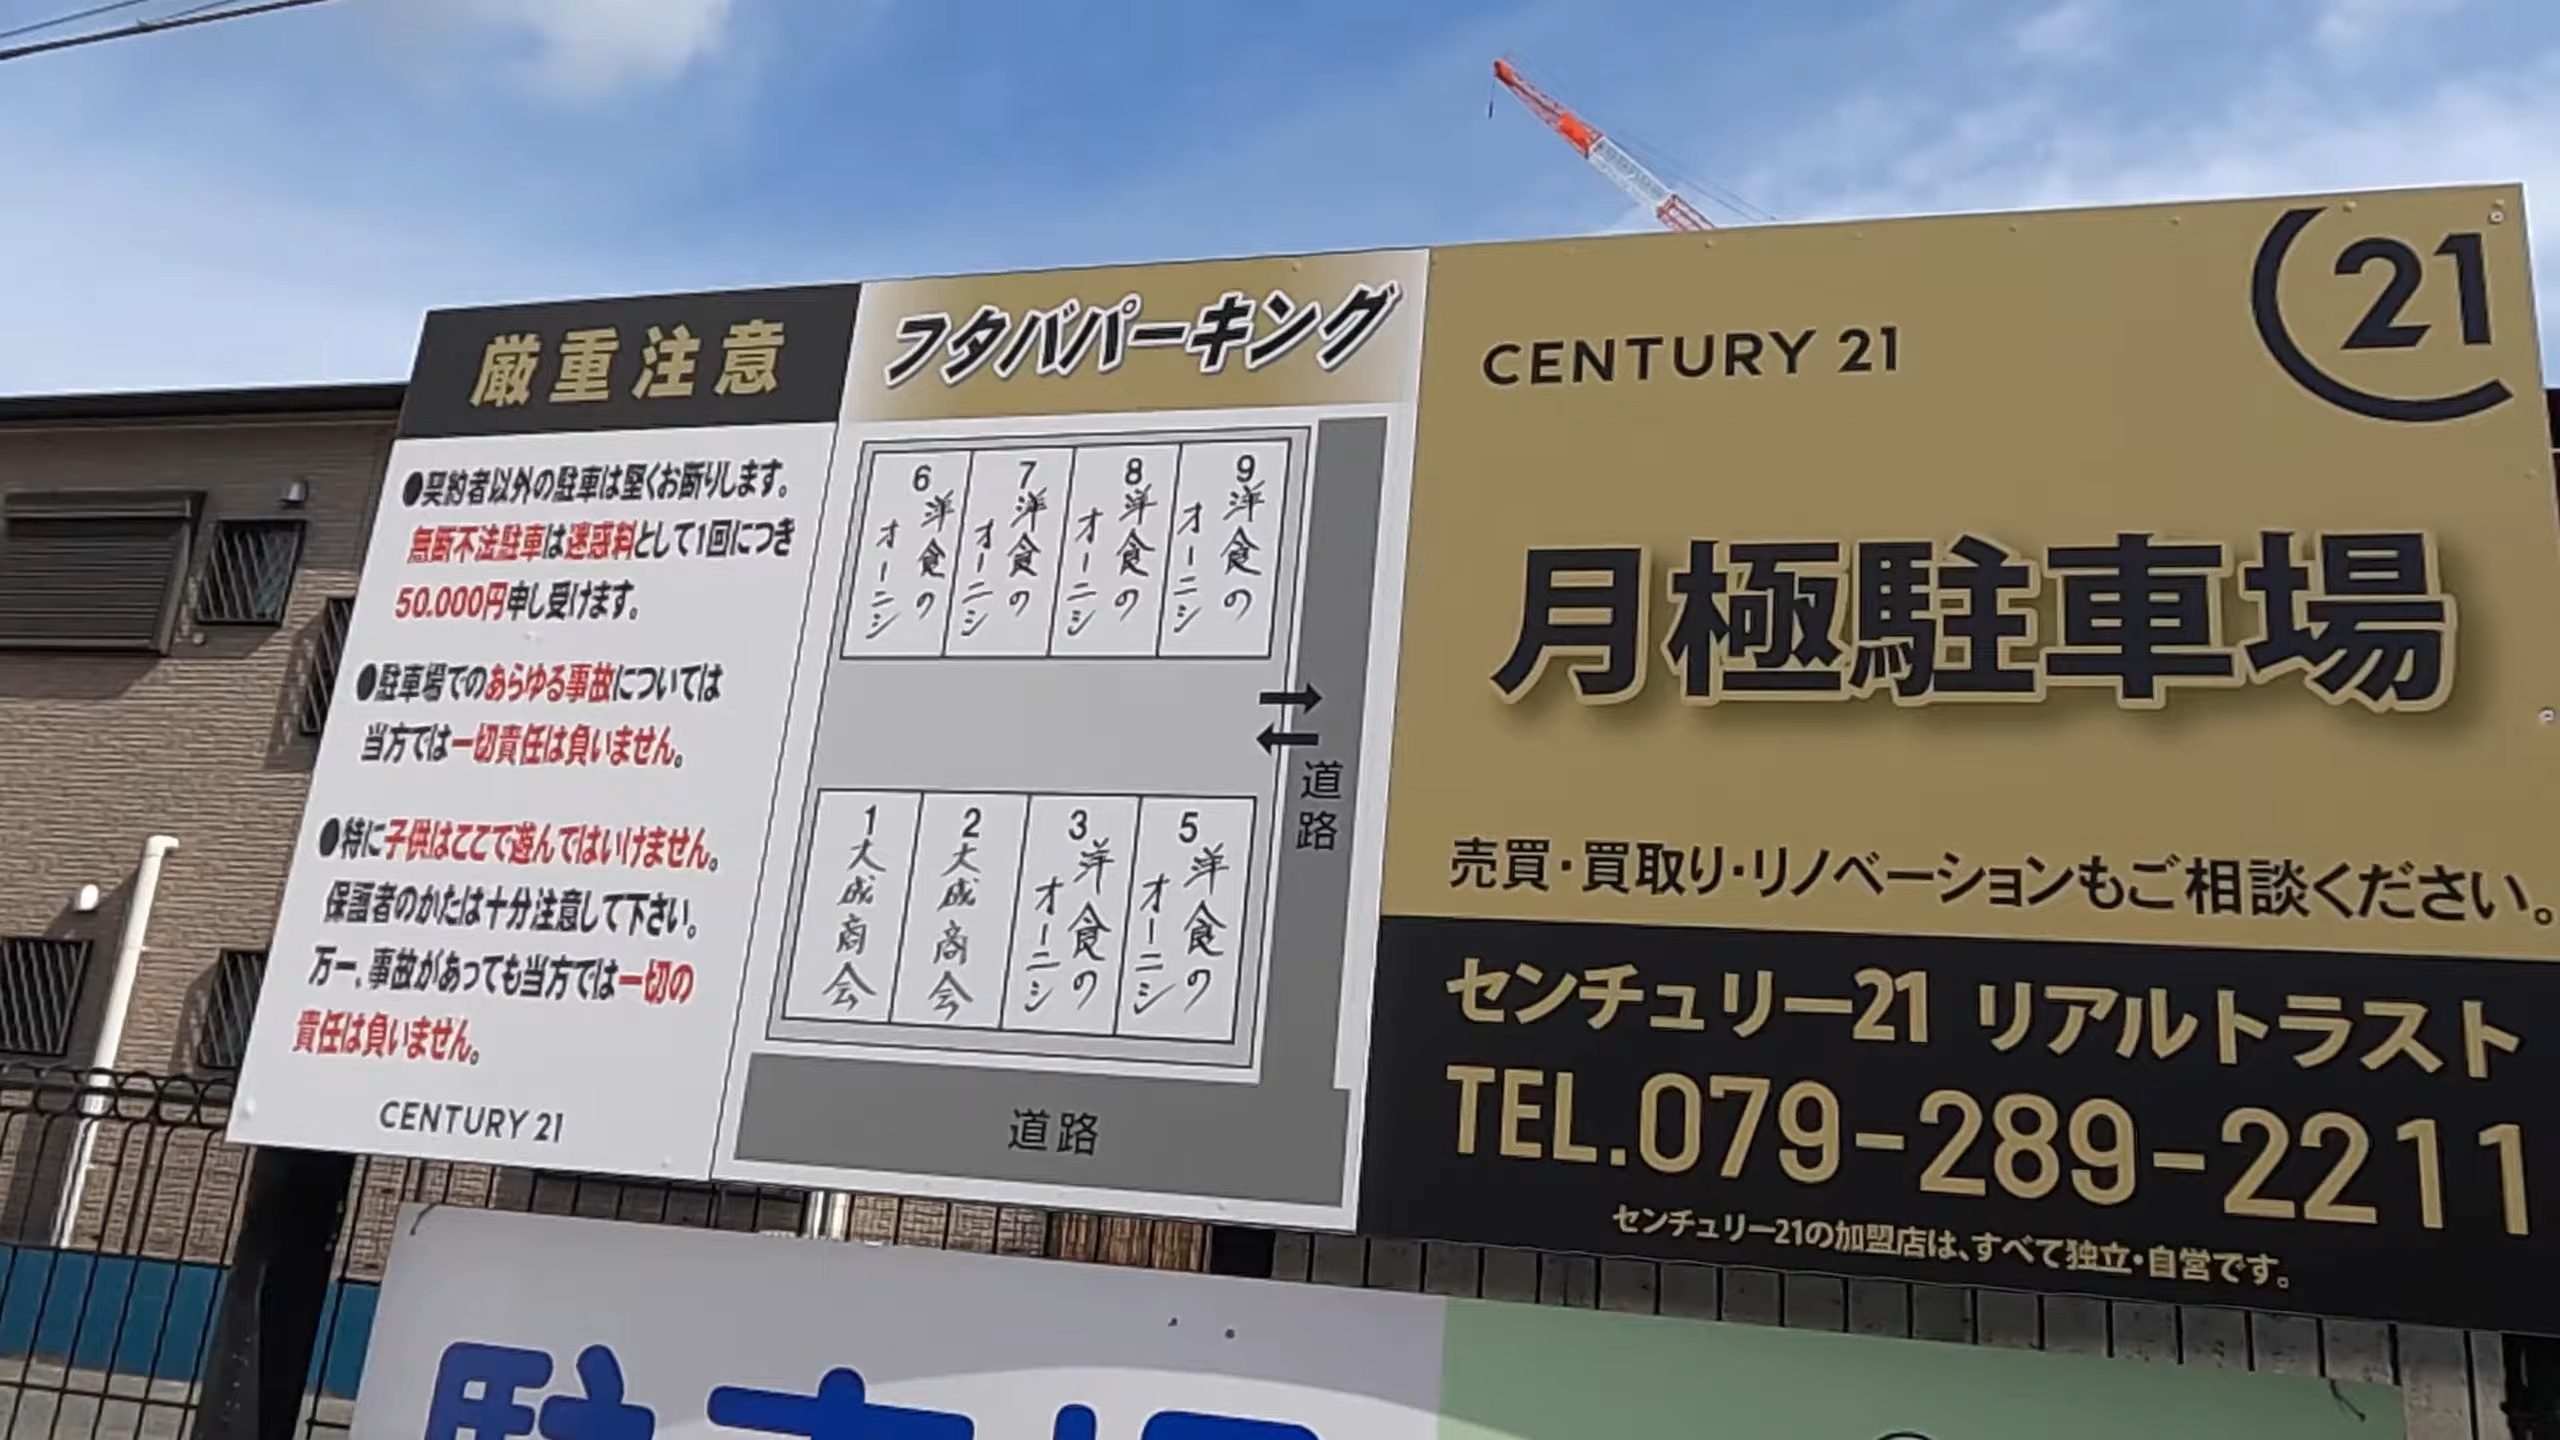 厳重注意
●契約者以外の駐車は堅くお断りします。
無断不法駐車は迷惑料として1回につき
50.000円申し受けます。
●駐車場でのあらゆる事故については
当方では一切責任は負いません。
●特に子供はここで遊んではいけません。
保護者のかたは十分注意して下さい。
万一、事故があっても当方では一切の
責任は負いません。
CENTURY 21
フタバパーキング
6
洋食の
オーニシ
7
洋食の
オーニシ
8
洋食の
オーニシ
9
洋食の
オーニシ
道路
1
大成商会
2
大成商会
3
洋食の
オーニシ
5
洋食の
オーニシ
道路
21
CENTURY 21
月極駐車場
売買・買取り・リノベーションもご相談ください。
センチュリー21 リアルトラスト
TEL.079-289-2211
センチュリー21の加盟店は、すべて独立・自営です。